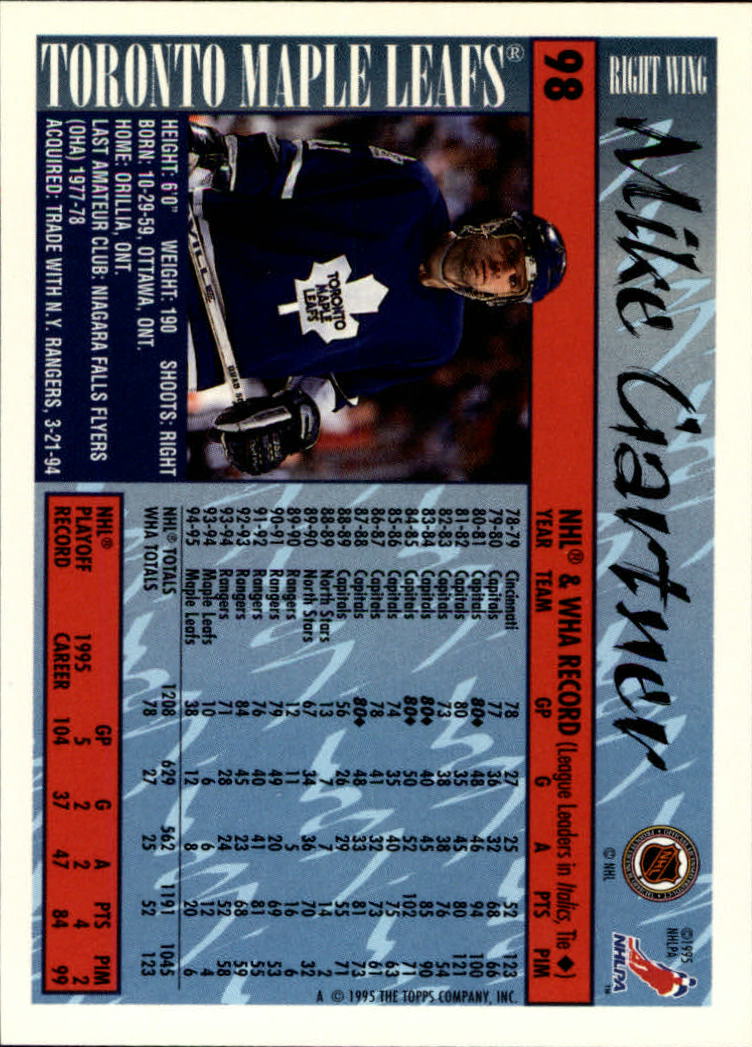 RIGHT WING
Mike Gartner
© NHL
©1995
NHLPA
NHL
NHLPA
TM
98
TORONTO MAPLE LEAFS®
TORONTO
MAPLE
LEAFS
VILLE
HEIGHT: 6'0" WEIGHT: 190 SHOOTS: RIGHT
BORN: 10-29-59, OTTAWA, ONT.
HOME: ORILLIA, ONT.
LAST AMATEUR CLUB: NIAGARA FALLS FLYERS
(OHA) 1977-78
ACQUIRED: TRADE WITH N.Y. RANGERS, 3-21-94
NHL® & WHA RECORD (League Leaders in Italics, Tie ♦)
YEAR TEAM GP G A PTS PIM
78-79 Cincinnati 78 27 25 52 123
79-80 Capitals 77 36 32 68 66
80-81 Capitals 80♦ 48 46 94 100
81-82 Capitals 80 35 45 80 121
82-83 Capitals 73 38 38 76 54
83-84 Capitals 80♦ 40 45 85 90
84-85 Capitals 80♦ 50 52 102 71
85-86 Capitals 74 35 40 75 63
86-87 Capitals 78 41 32 73 61
87-88 Capitals 80♦ 48 33 81 73
88-89 Capitals 56 26 29 55 71
88-89 North Stars 13 7 7 14 2
89-90 North Stars 67 34 36 70 32
89-90 Rangers 12 11 5 16 6
90-91 Rangers 79 49 20 69 53
91-92 Rangers 76 40 41 81 55
92-93 Rangers 84 45 23 68 59
93-94 Rangers 71 28 24 52 58
93-94 Maple Leafs 10 6 6 12 4
94-95 Maple Leafs 38 12 8 20 6
NHL® TOTALS 1208 629 562 1191 1045
WHA TOTALS 78 27 25 52 123
NHL® PLAYOFF RECORD
GP G A PTS PIM
1995 5 2 2 4 2
CAREER 104 37 47 84 99
A © 1995 THE TOPPS COMPANY, INC.